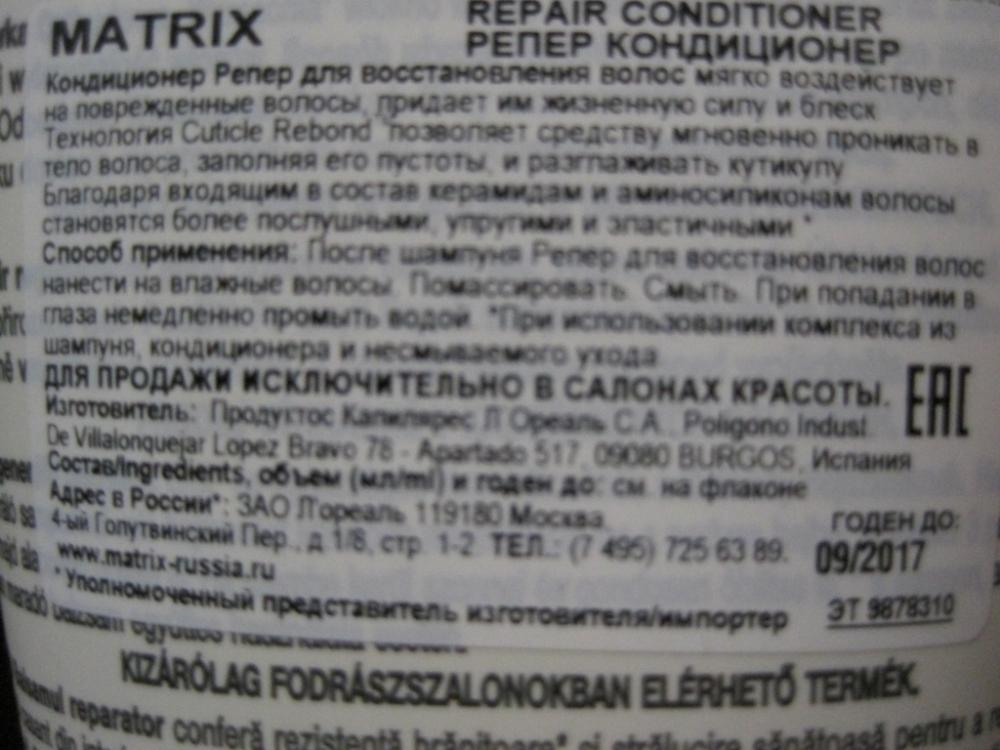 MATRIX
REPAIR CONDITIONER
РЕПЕР КОНДИЦИОНЕР
Кондиционер Репер для восстановления волос мягко воздействует
на поврежденные волосы, придает им жизненную силу и блеск
Технология Cuticle Rebond позволяет средству мгновенно проникать в
тело волоса, заполняя его пустоты, и разглаживать кутикулу
Благодаря входящим в состав керамидам и аминосиликонам волосы
становятся более послушными, упругими и эластичными *
Способ применения: После шампуня Репер для восстановления волос
нанести на влажные волосы. Помассировать. Смыть. При попадании в
глаза немедленно промыть водой. *При использовании комплекса из
шампуня, кондиционера и несмываемого ухода
ДЛЯ ПРОДАЖИ ИСКЛЮЧИТЕЛЬНО В САЛОНАХ КРАСОТЫ.
EAC
Изготовитель: Продуктос Капилярес Л'Ореаль С.А. Poligono Indust.
De Villalonquejar Lopez Bravo 78 - Apartado 517, 09080 BURGOS, Испания
Состав/Ingredients, объем (мл/ml) и годен до: см. на флаконе
Адрес в России*: ЗАО Л'ореаль 119180 Москва,
4-ый Голутвинский Пер., д 1/8, стр. 1-2 ТЕЛ.: (7 495) 725 63 89.
www.matrix-russia.ru
ГОДЕН ДО:
09/2017
* Уполномоченный представитель изготовителя/импортер
ЭТ 9878310
KIZÁRÓLAG FODRÁSZSZALONOKBAN ELÉRHETŐ TERMÉK.
reparator conferă rezistență